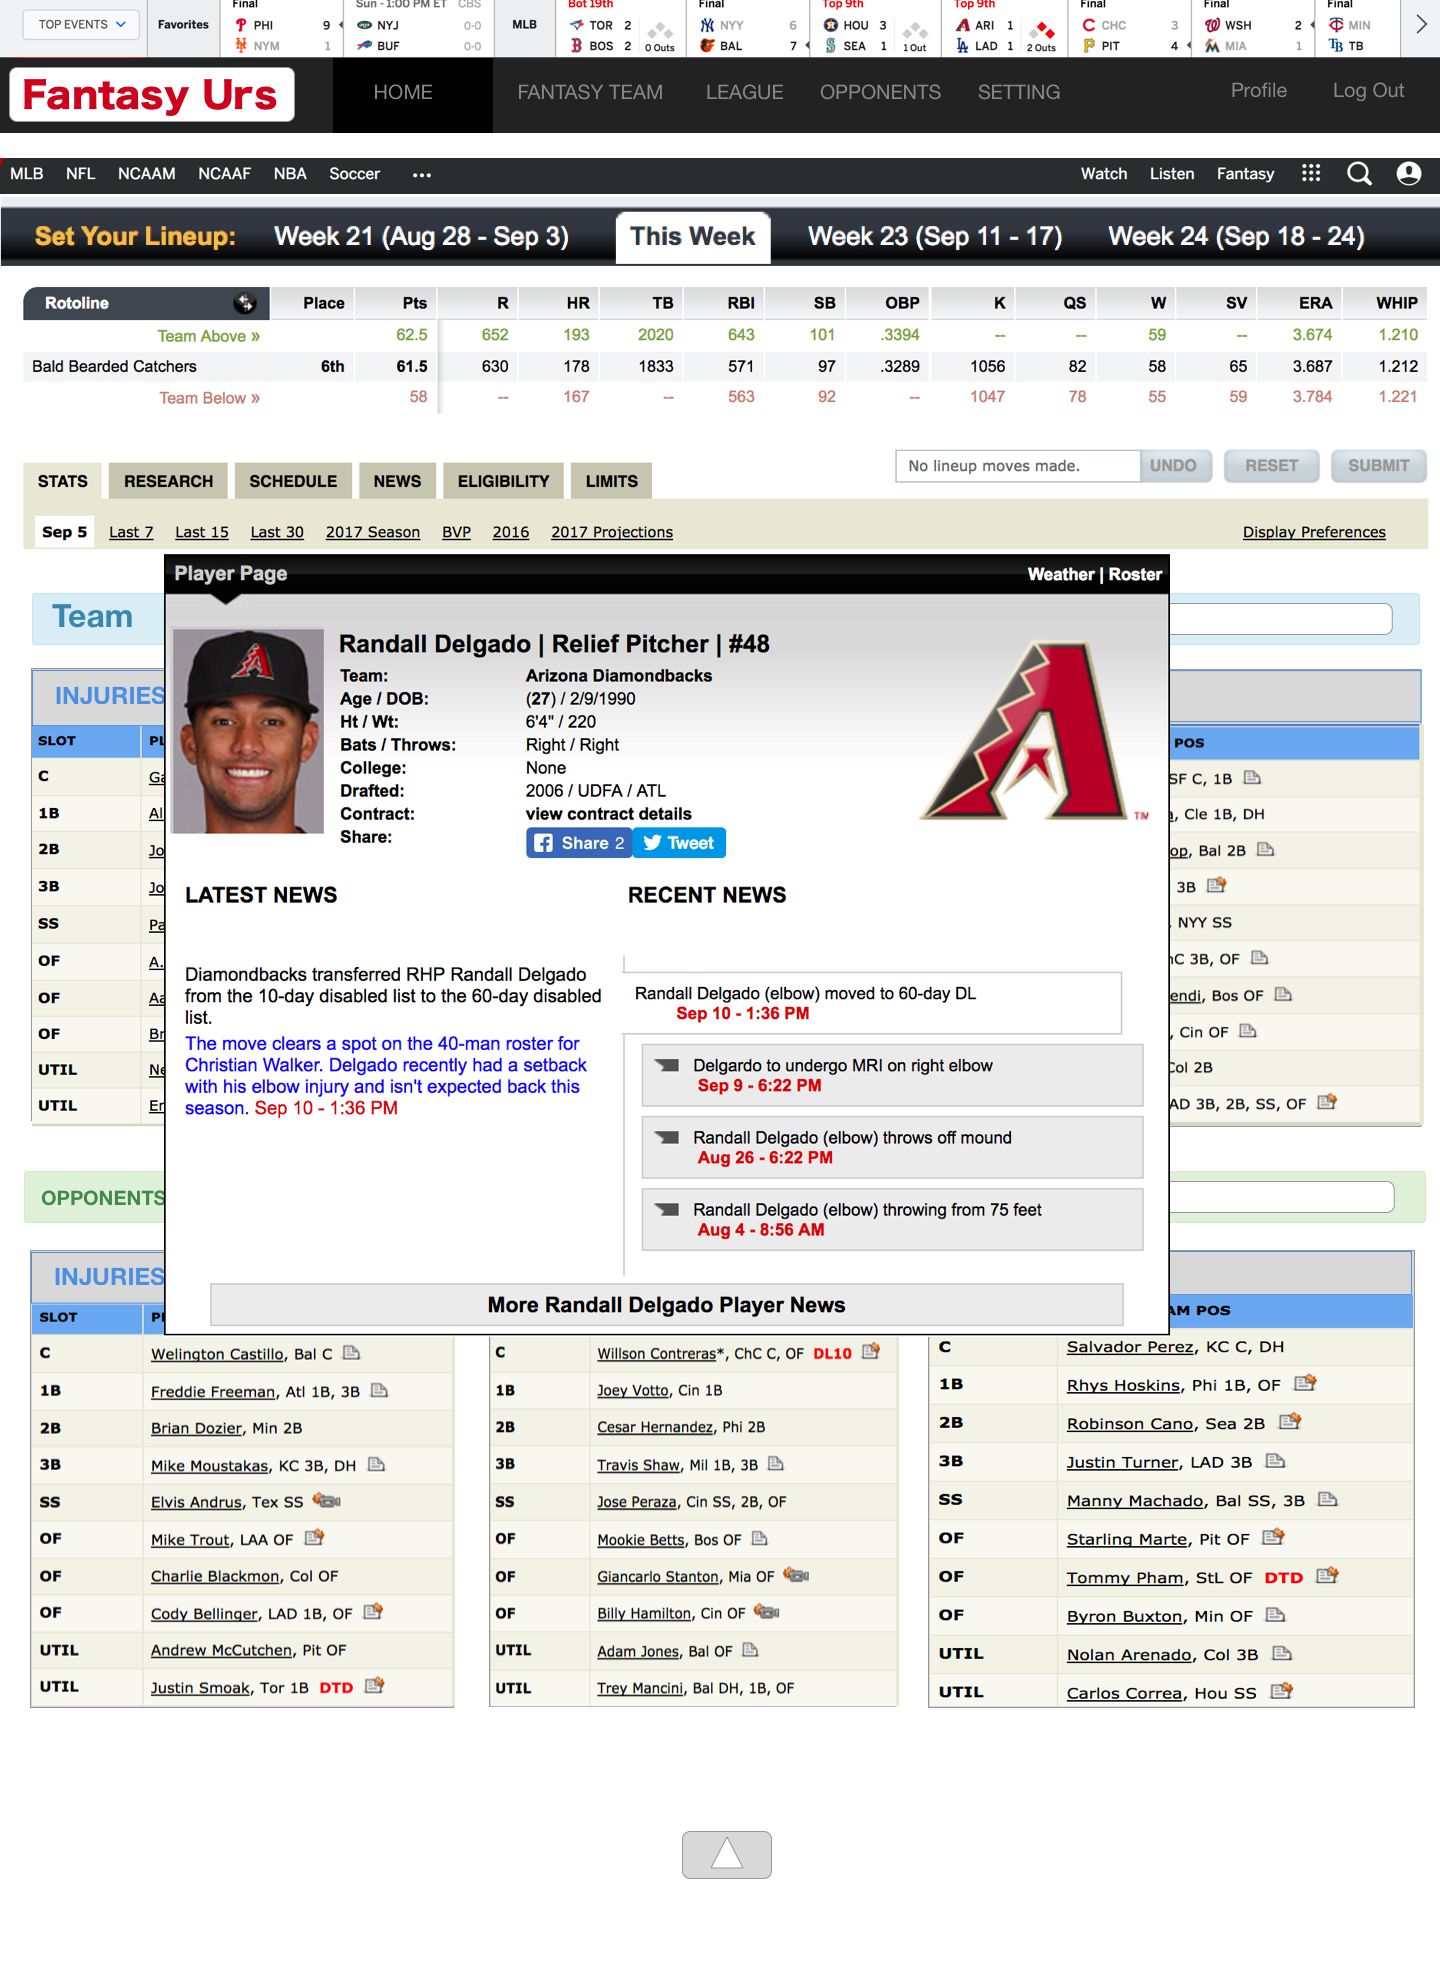 TOP EVENTS
Favorites
Final
PHI 9
NYM 1
Sun - 1:00 PM ET CBS
NYJ 0-0
BUF 0-0
MLB
Bot 19th
TOR 2
BOS 2 0 Outs
Final
NYY 6
BAL 7
Top 9th
HOU 3
SEA 1 1 Out
Top 9th
ARI 1
LAD 1 2 Outs
Final
CHC 3
PIT 4
Final
WSH 2
MIA 1
Final
MIN
TB
Fantasy Urs
HOME FANTASY TEAM LEAGUE OPPONENTS SETTING Profile Log Out
MLB NFL NCAAM NCAAF NBA Soccer ••• Watch Listen Fantasy
Set Your Lineup: Week 21 (Aug 28 - Sep 3) This Week Week 23 (Sep 11 - 17) Week 24 (Sep 18 - 24)
Rotoline Place Pts R HR TB RBI SB OBP K QS W SV ERA WHIP
Team Above » 62.5 652 193 2020 643 101 .3394 -- -- 59 -- 3.674 1.210
Bald Bearded Catchers 6th 61.5 630 178 1833 571 97 .3289 1056 82 58 65 3.687 1.212
Team Below » 58 -- 167 -- 563 92 -- 1047 78 55 59 3.784 1.221
STATS RESEARCH SCHEDULE NEWS ELIGIBILITY LIMITS
No lineup moves made. UNDO RESET SUBMIT
Sep 5 Last 7 Last 15 Last 30 2017 Season BVP 2016 2017 Projections Display Preferences
Player Page Weather | Roster
Randall Delgado | Relief Pitcher | #48
Team: Arizona Diamondbacks
Age / DOB: (27) / 2/9/1990
Ht / Wt: 6'4" / 220
Bats / Throws: Right / Right
College: None
Drafted: 2006 / UDFA / ATL
Contract: view contract details
Share: Share 2 Tweet
A TM
LATEST NEWS
Diamondbacks transferred RHP Randall Delgado
from the 10-day disabled list to the 60-day disabled
list.
The move clears a spot on the 40-man roster for
Christian Walker. Delgado recently had a setback
with his elbow injury and isn't expected back this
season. Sep 10 - 1:36 PM
RECENT NEWS
Randall Delgado (elbow) moved to 60-day DL
Sep 10 - 1:36 PM
Delgardo to undergo MRI on right elbow
Sep 9 - 6:22 PM
Randall Delgado (elbow) throws off mound
Aug 26 - 6:22 PM
Randall Delgado (elbow) throwing from 75 feet
Aug 4 - 8:56 AM
More Randall Delgado Player News
Team
INJURIES
SLOT PL
C Ga
1B Al
2B Jo
3B Jo
SS Pa
OF A.
OF Aa
OF Br
UTIL Ne
UTIL Er
POS
SF C, 1B
, Cle 1B, DH
op, Bal 2B
3B
, NYY SS
C 3B, OF
endi, Bos OF
, Cin OF
Col 2B
AD 3B, 2B, SS, OF
OPPONENTS
INJURIES
SLOT
C Welington Castillo, Bal C
1B Freddie Freeman, Atl 1B, 3B
2B Brian Dozier, Min 2B
3B Mike Moustakas, KC 3B, DH
SS Elvis Andrus, Tex SS
OF Mike Trout, LAA OF
OF Charlie Blackmon, Col OF
OF Cody Bellinger, LAD 1B, OF
UTIL Andrew McCutchen, Pit OF
UTIL Justin Smoak, Tor 1B DTD
C Willson Contreras*, ChC C, OF DL10
1B Joey Votto, Cin 1B
2B Cesar Hernandez, Phi 2B
3B Travis Shaw, Mil 1B, 3B
SS Jose Peraza, Cin SS, 2B, OF
OF Mookie Betts, Bos OF
OF Giancarlo Stanton, Mia OF
OF Billy Hamilton, Cin OF
UTIL Adam Jones, Bal OF
UTIL Trey Mancini, Bal DH, 1B, OF
AM POS
C Salvador Perez, KC C, DH
1B Rhys Hoskins, Phi 1B, OF
2B Robinson Cano, Sea 2B
3B Justin Turner, LAD 3B
SS Manny Machado, Bal SS, 3B
OF Starling Marte, Pit OF
OF Tommy Pham, StL OF DTD
OF Byron Buxton, Min OF
UTIL Nolan Arenado, Col 3B
UTIL Carlos Correa, Hou SS